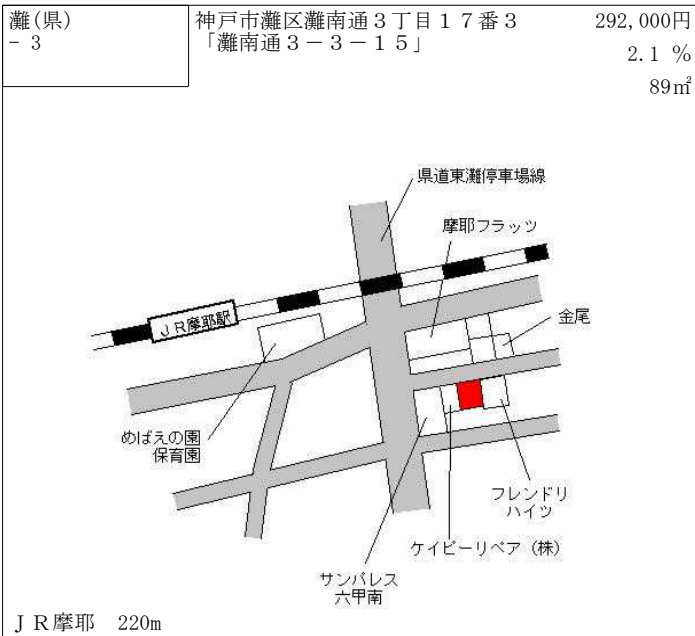 灘(県)
- 3
神戸市灘区灘南通３丁目１７番３
「灘南通３－３－１５」
292,000円
2.1 %
89㎡
県道東灘停車場線
摩耶フラッツ
ＪＲ摩耶駅
金尾
めばえの園
保育園
フレンドリ
ハイツ
ケイピーリペア（株）
サンパレス
六甲南
ＪＲ摩耶　220m